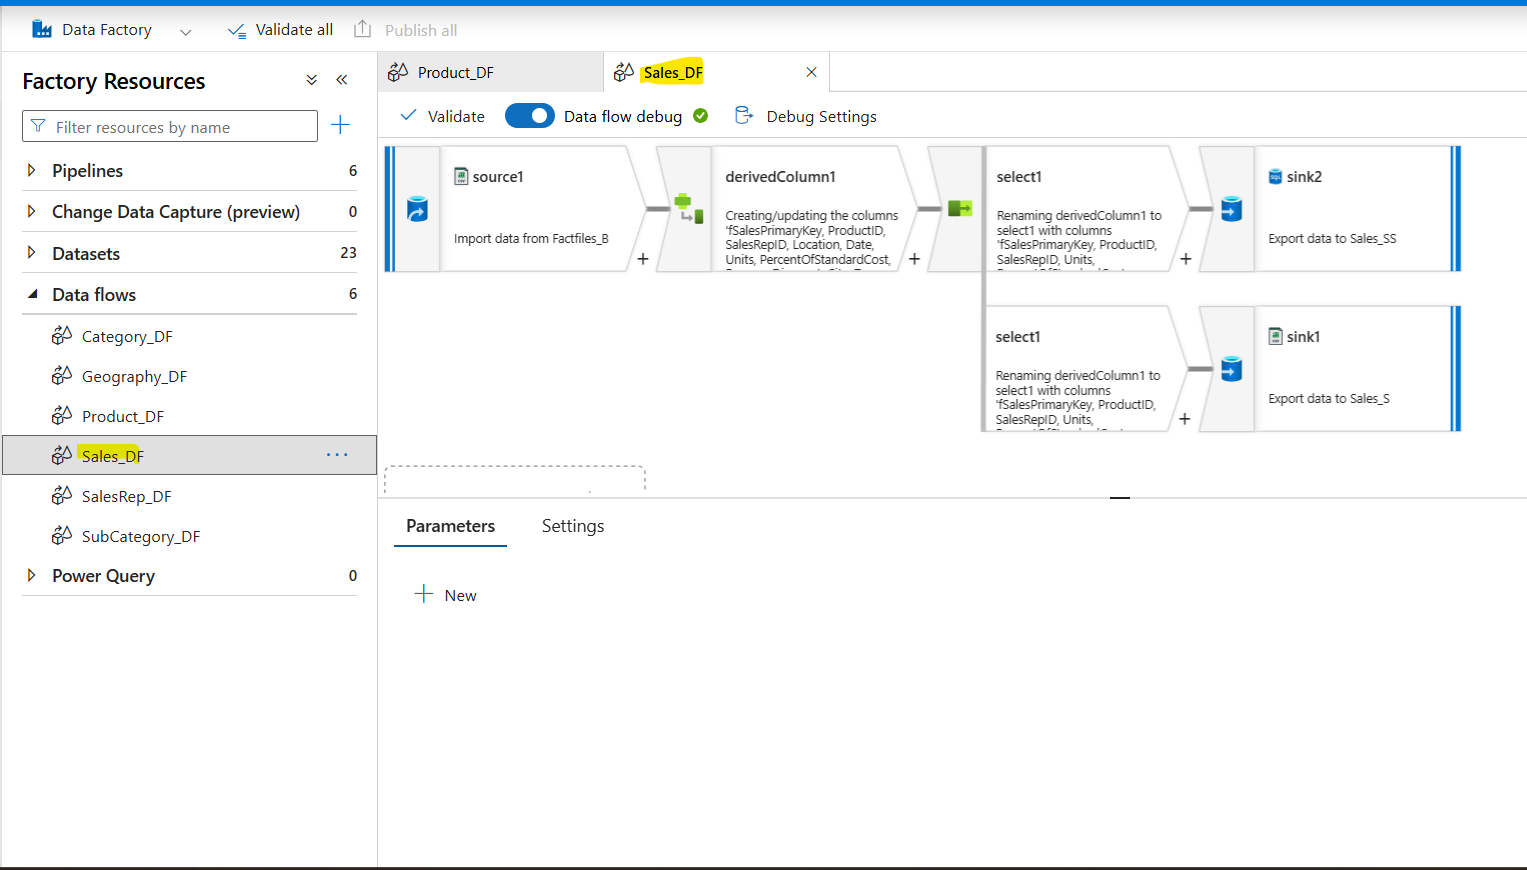 Data Factory
Validate all
Publish all
Factory Resources
Filter resources by name
Pipelines 6
Change Data Capture (preview) 0
Datasets 23
Data flows 6
Category_DF
Geography_DF
Product_DF
Sales_DF
SalesRep_DF
SubCategory_DF
Power Query 0
Product_DF
Sales_DF
Validate
Data flow debug
Debug Settings
source1
Import data from Factfiles_B
derivedColumn1
Creating/updating the columns
'fSalesPrimaryKey, ProductID,
SalesRepID, Location, Date,
Units, PercentOfStandardCost,
select1
Renaming derivedColumn1 to
select1 with columns
'fSalesPrimaryKey, ProductID,
SalesRepID, Units,
sink2
Export data to Sales_SS
select1
Renaming derivedColumn1 to
select1 with columns
'fSalesPrimaryKey, ProductID,
SalesRepID, Units,
sink1
Export data to Sales_S
Parameters
Settings
New